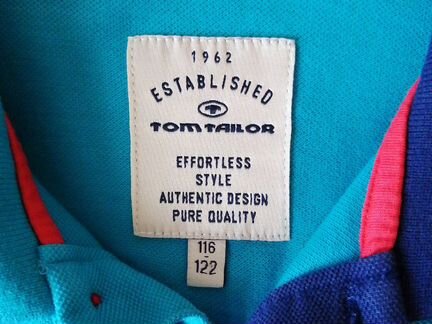 1962
ESTABLISHED
TOM TAILOR
EFFORTLESS
STYLE
AUTHENTIC DESIGN
PURE QUALITY
116
-
122